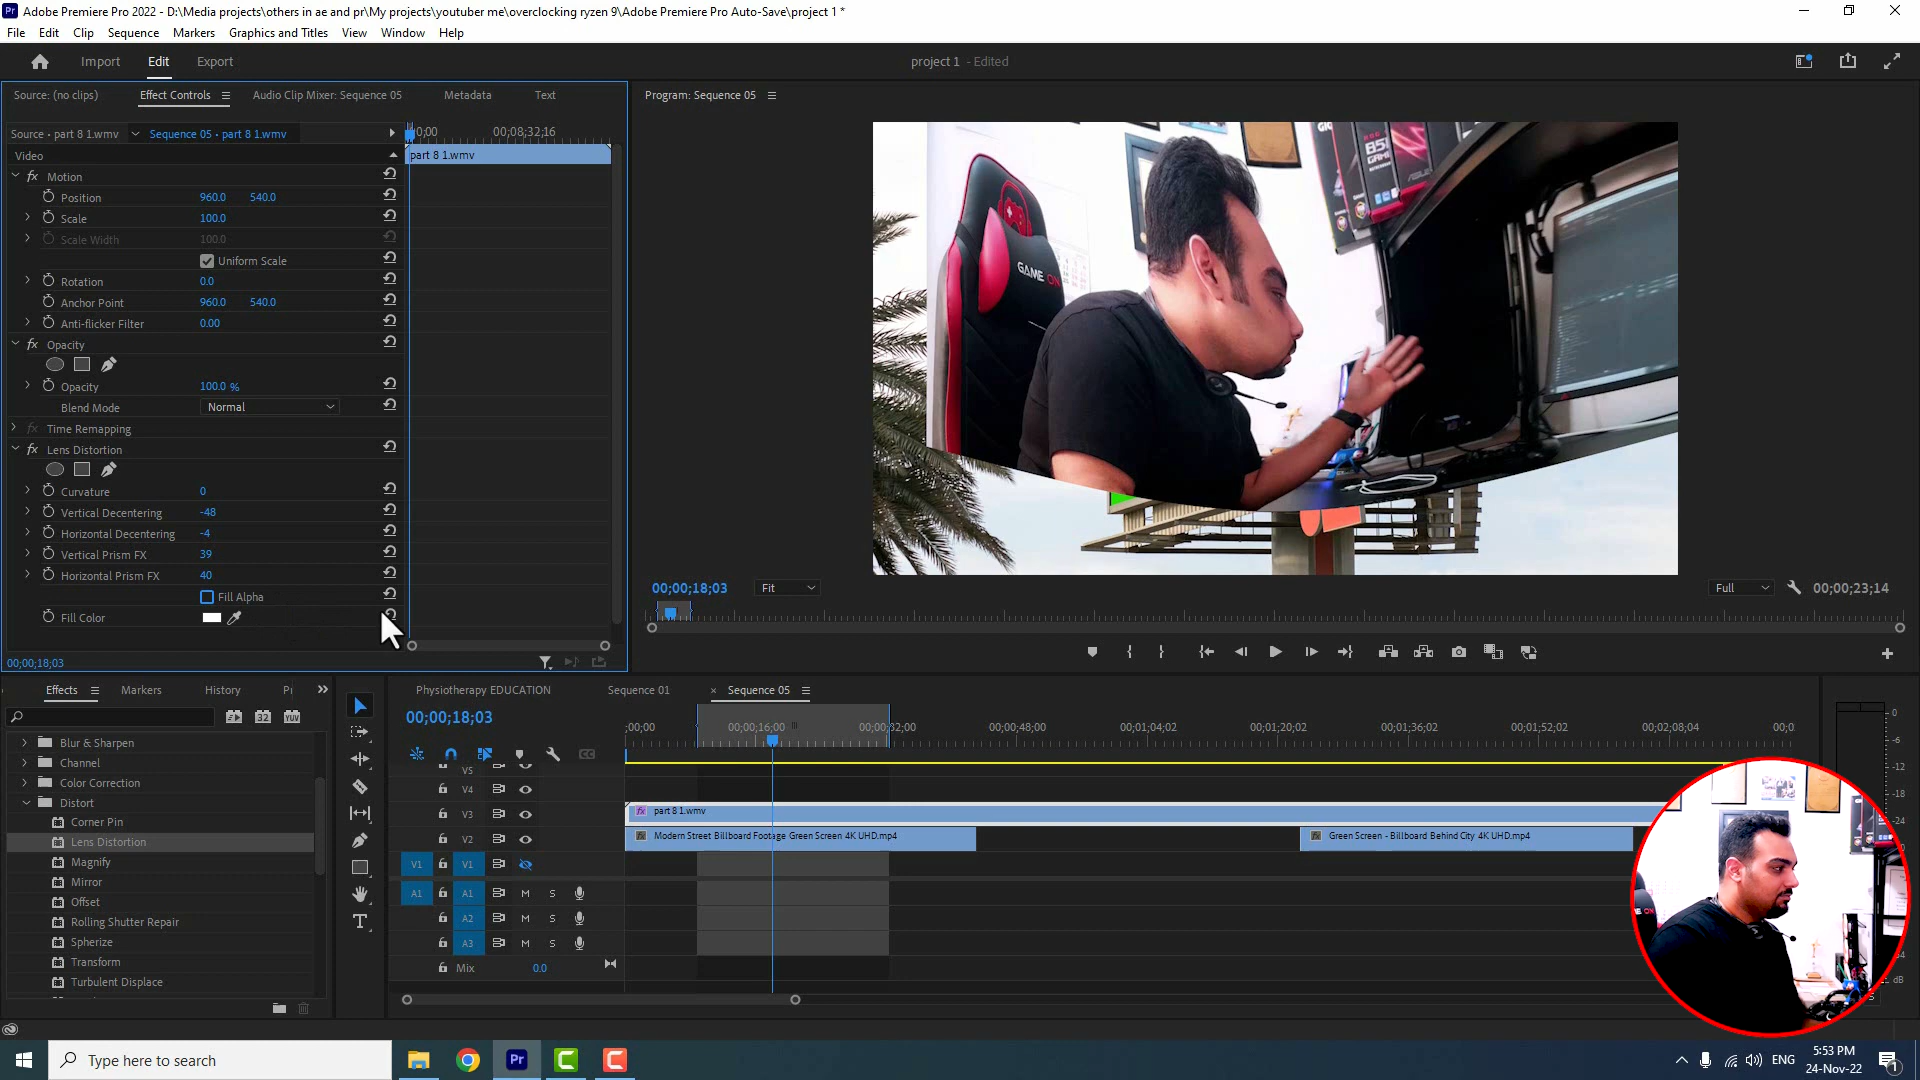 Adobe Premiere Pro 2022 - D:\Media projects\others in ae and pr\My projects\youtuber me\overclocking ryzen 9\Adobe Premiere Pro Auto-Save\project 1 *
File Edit Clip Sequence Markers Graphics and Titles View Window Help
Import Edit Export
project 1 - Edited
Source: (no clips) Effect Controls Audio Clip Mixer: Sequence 05 Metadata Text
Program: Sequence 05
Source • part 8 1.wmv Sequence 05 • part 8 1.wmv
00;08;32;16
Video
part 8 1.wmv
fx Motion
Position 960.0 540.0
Scale 100.0
Scale Width 100.0
Uniform Scale
Rotation 0.0
Anchor Point 960.0 540.0
Anti-flicker Filter 0.00
fx Opacity
Opacity 100.0 %
Blend Mode Normal
fx Time Remapping
fx Lens Distortion
Curvature 0
Vertical Decentering -48
Horizontal Decentering -4
Vertical Prism FX 39
Horizontal Prism FX 40
Fill Alpha
Fill Color
00;00;18;03
GAME ON
00;00;18;03 Fit Full 00;00;23;14
Effects Markers History
Blur & Sharpen
Channel
Color Correction
Distort
Corner Pin
Lens Distortion
Magnify
Mirror
Offset
Rolling Shutter Repair
Spherize
Transform
Turbulent Displace
Physiotherapy EDUCATION Sequence 01 Sequence 05
00;00;18;03
;00;00 00;00;16;00 00;00;32;00 00;00;48;00 00;01;04;02 00;01;20;02 00;01;36;02 00;01;52;02 00;02;08;04
V5
V4
V3 part 8 1.wmv
V2 Modern Street Billboard Footage Green Screen 4K UHD.mp4 Green Screen - Billboard Behind City 4K UHD.mp4
V1 V1
A1 A1 M S
A2 M S
A3 M S
Mix 0.0
0
-6
-12
-18
-24
dB
Type here to search
ENG
5:53 PM
24-Nov-22